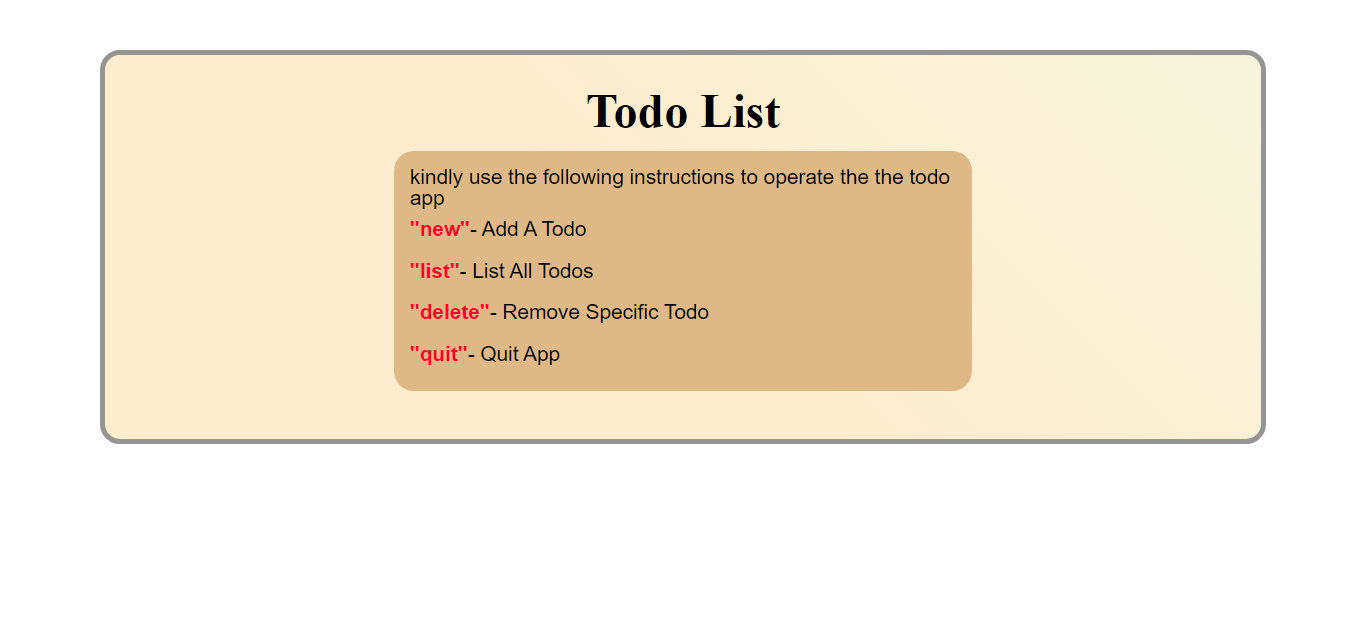 Todo List
kindly use the following instructions to operate the the todo
app
"new"- Add A Todo
"list"- List All Todos
"delete"- Remove Specific Todo
"quit"- Quit App